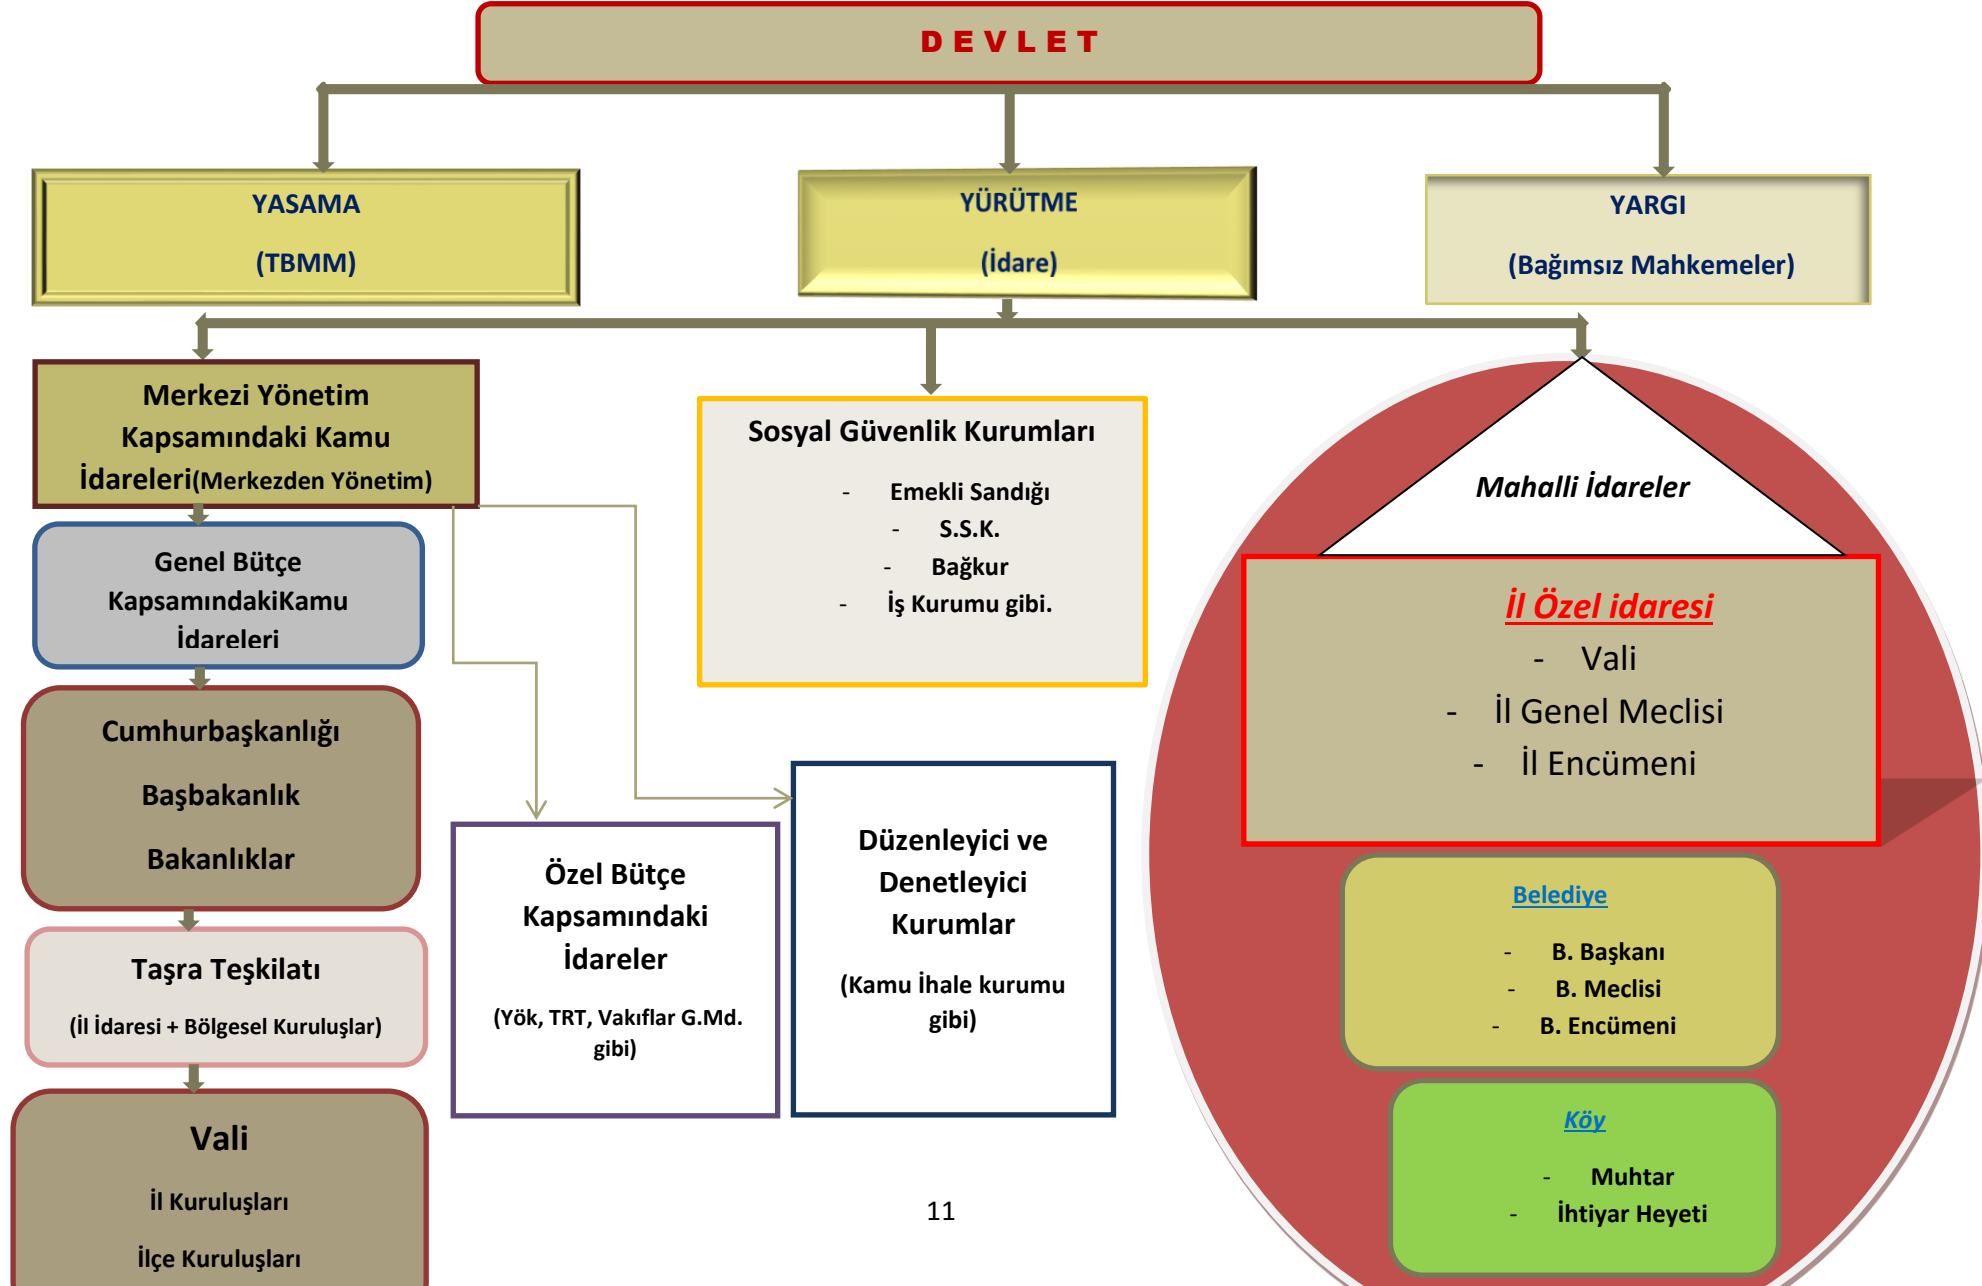 D E V L E T
YASAMA
(TBMM)
YÜRÜTME
(İdare)
YARGI
(Bağımsız Mahkemeler)
Merkezi Yönetim
Kapsamındaki Kamu
İdareleri(Merkezden Yönetim)
Genel Bütçe
KapsamındakiKamu
İdareleri
Cumhurbaşkanlığı
Başbakanlık
Bakanlıklar
Taşra Teşkilatı
(İl İdaresi + Bölgesel Kuruluşlar)
Vali
İl Kuruluşları
İlçe Kuruluşları
Özel Bütçe
Kapsamındaki
İdareler
(Yök, TRT, Vakıflar G.Md.
gibi)
Düzenleyici ve
Denetleyici
Kurumlar
(Kamu İhale kurumu
gibi)
Sosyal Güvenlik Kurumları
- Emekli Sandığı
- S.S.K.
- Bağkur
- İş Kurumu gibi.
Mahalli İdareler
İl Özel idaresi
- Vali
- İl Genel Meclisi
- İl Encümeni
Belediye
- B. Başkanı
- B. Meclisi
- B. Encümeni
Köy
- Muhtar
- İhtiyar Heyeti
11